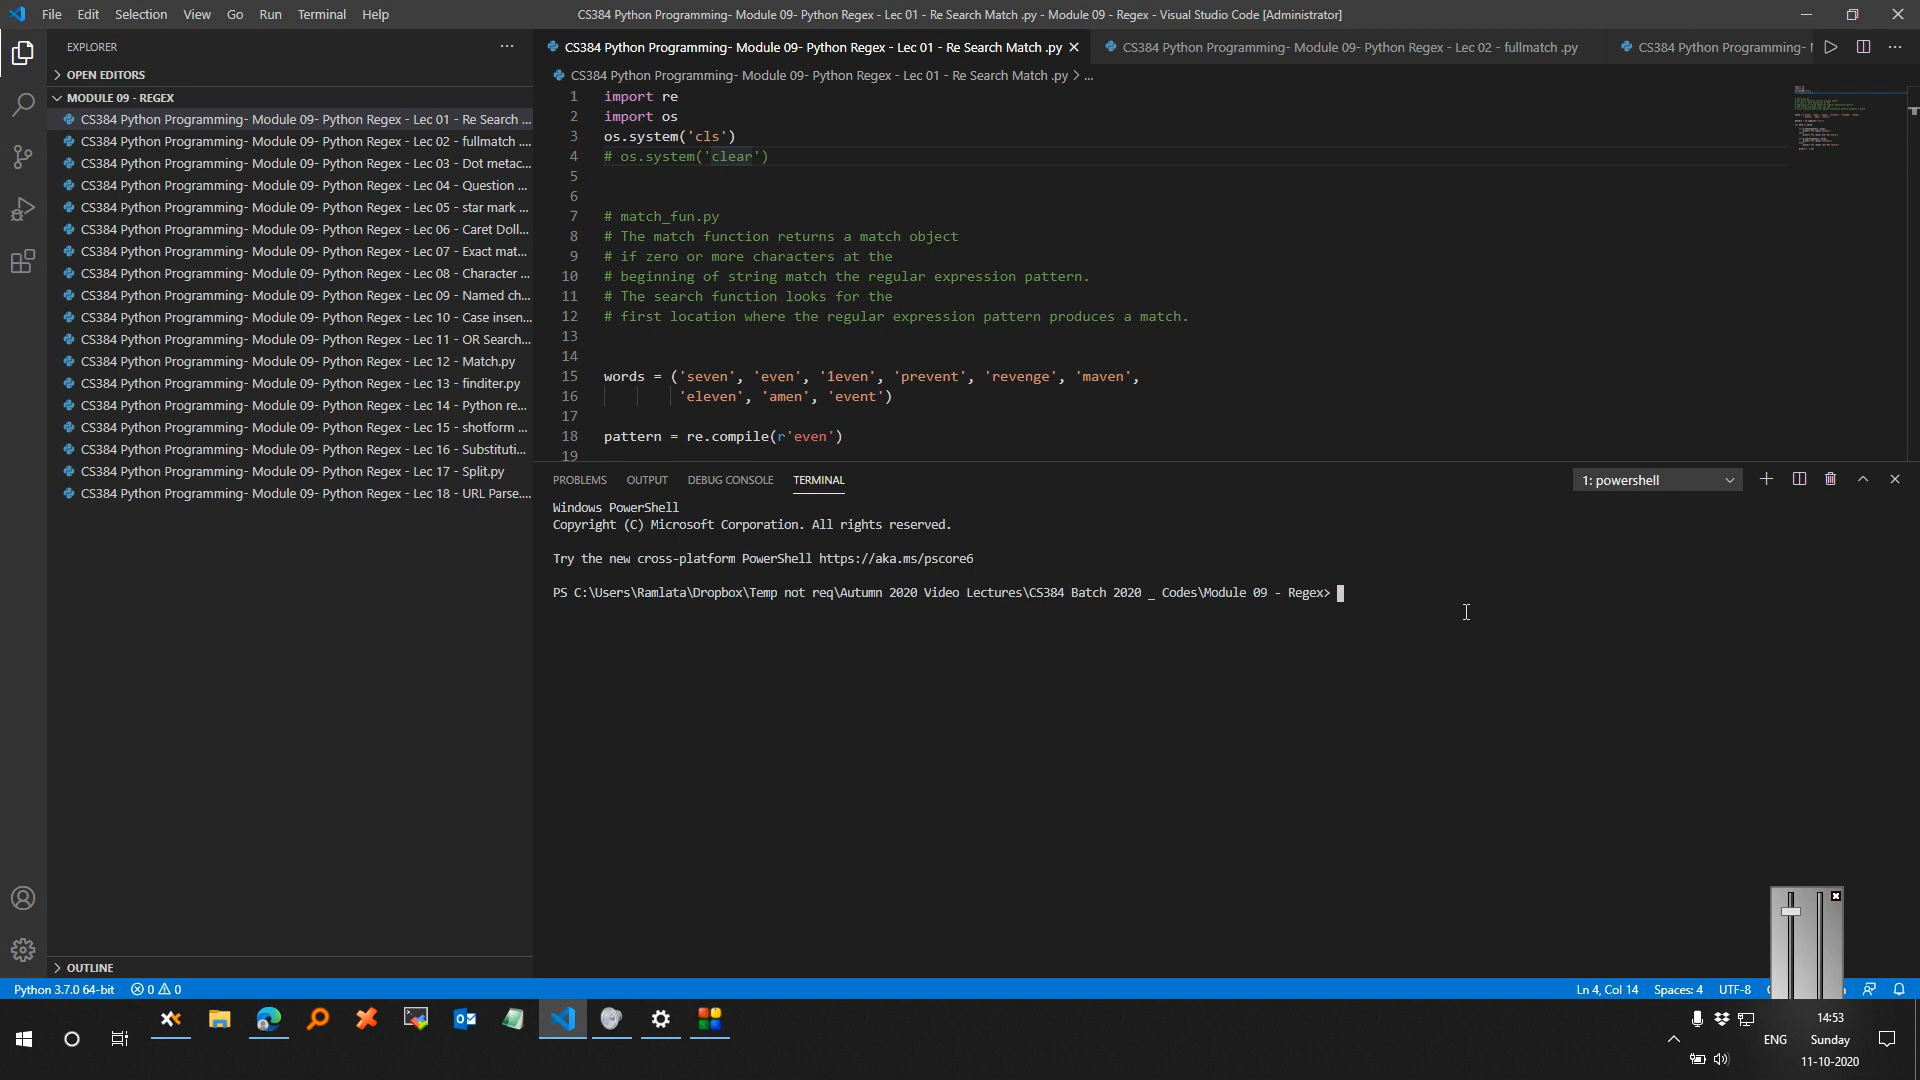 File Edit Selection View Go Run Terminal Help
CS384 Python Programming- Module 09- Python Regex - Lec 01 - Re Search Match .py - Module 09 - Regex - Visual Studio Code [Administrator]
EXPLORER
OPEN EDITORS
MODULE 09 - REGEX
CS384 Python Programming- Module 09- Python Regex - Lec 01 - Re Search ...
CS384 Python Programming- Module 09- Python Regex - Lec 02 - fullmatch ....
CS384 Python Programming- Module 09- Python Regex - Lec 03 - Dot metac...
CS384 Python Programming- Module 09- Python Regex - Lec 04 - Question ...
CS384 Python Programming- Module 09- Python Regex - Lec 05 - star mark ...
CS384 Python Programming- Module 09- Python Regex - Lec 06 - Caret Doll...
CS384 Python Programming- Module 09- Python Regex - Lec 07 - Exact mat...
CS384 Python Programming- Module 09- Python Regex - Lec 08 - Character ...
CS384 Python Programming- Module 09- Python Regex - Lec 09 - Named ch...
CS384 Python Programming- Module 09- Python Regex - Lec 10 - Case insen...
CS384 Python Programming- Module 09- Python Regex - Lec 11 - OR Search...
CS384 Python Programming- Module 09- Python Regex - Lec 12 - Match.py
CS384 Python Programming- Module 09- Python Regex - Lec 13 - finditer.py
CS384 Python Programming- Module 09- Python Regex - Lec 14 - Python re...
CS384 Python Programming- Module 09- Python Regex - Lec 15 - shotform ...
CS384 Python Programming- Module 09- Python Regex - Lec 16 - Substituti...
CS384 Python Programming- Module 09- Python Regex - Lec 17 - Split.py
CS384 Python Programming- Module 09- Python Regex - Lec 18 - URL Parse....
OUTLINE
CS384 Python Programming- Module 09- Python Regex - Lec 01 - Re Search Match .py
CS384 Python Programming- Module 09- Python Regex - Lec 02 - fullmatch .py
CS384 Python Programming-
CS384 Python Programming- Module 09- Python Regex - Lec 01 - Re Search Match .py > ...
1 import re
2 import os
3 os.system('cls')
4 # os.system('clear')
5
6
7 # match_fun.py
8 # The match function returns a match object
9 # if zero or more characters at the
10 # beginning of string match the regular expression pattern.
11 # The search function looks for the
12 # first location where the regular expression pattern produces a match.
13
14
15 words = ('seven', 'even', '1even', 'prevent', 'revenge', 'maven',
16 'eleven', 'amen', 'event')
17
18 pattern = re.compile(r'even')
19
PROBLEMS OUTPUT DEBUG CONSOLE TERMINAL
1: powershell
Windows PowerShell
Copyright (C) Microsoft Corporation. All rights reserved.
Try the new cross-platform PowerShell https://aka.ms/pscore6
PS C:\Users\Ramlata\Dropbox\Temp not req\Autumn 2020 Video Lectures\CS384 Batch 2020 _ Codes\Module 09 - Regex>
Python 3.7.0 64-bit 0 0
Ln 4, Col 14 Spaces: 4 UTF-8
14:53
ENG Sunday
11-10-2020